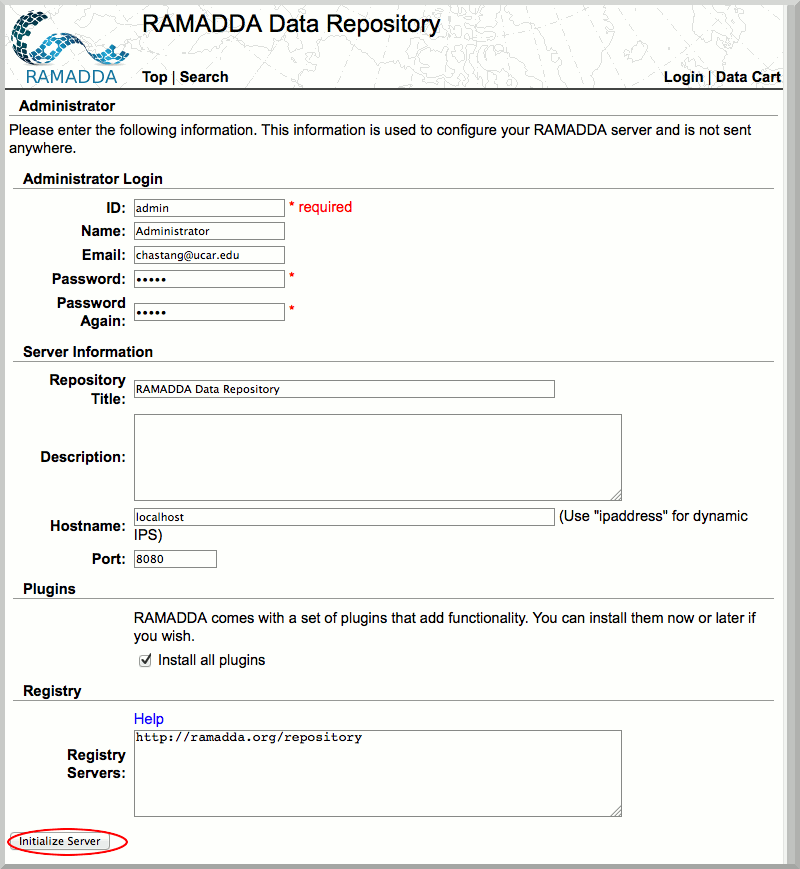 RAMADDA Data Repository
RAMADDA
Top | Search
Login | Data Cart
Administrator
Please enter the following information. This information is used to configure your RAMADDA server and is not sent
anywhere.
Administrator Login
ID: admin * required
Name: Administrator
Email: chastang@ucar.edu
Password: ••••• *
Password
Again: ••••• *
Server Information
Repository
Title: RAMADDA Data Repository
Description:
Hostname: localhost (Use "ipaddress" for dynamic
IPS)
Port: 8080
Plugins
RAMADDA comes with a set of plugins that add functionality. You can install them now or later if
you wish.
Install all plugins
Registry
Help
http://ramadda.org/repository
Registry
Servers:
Initialize Server